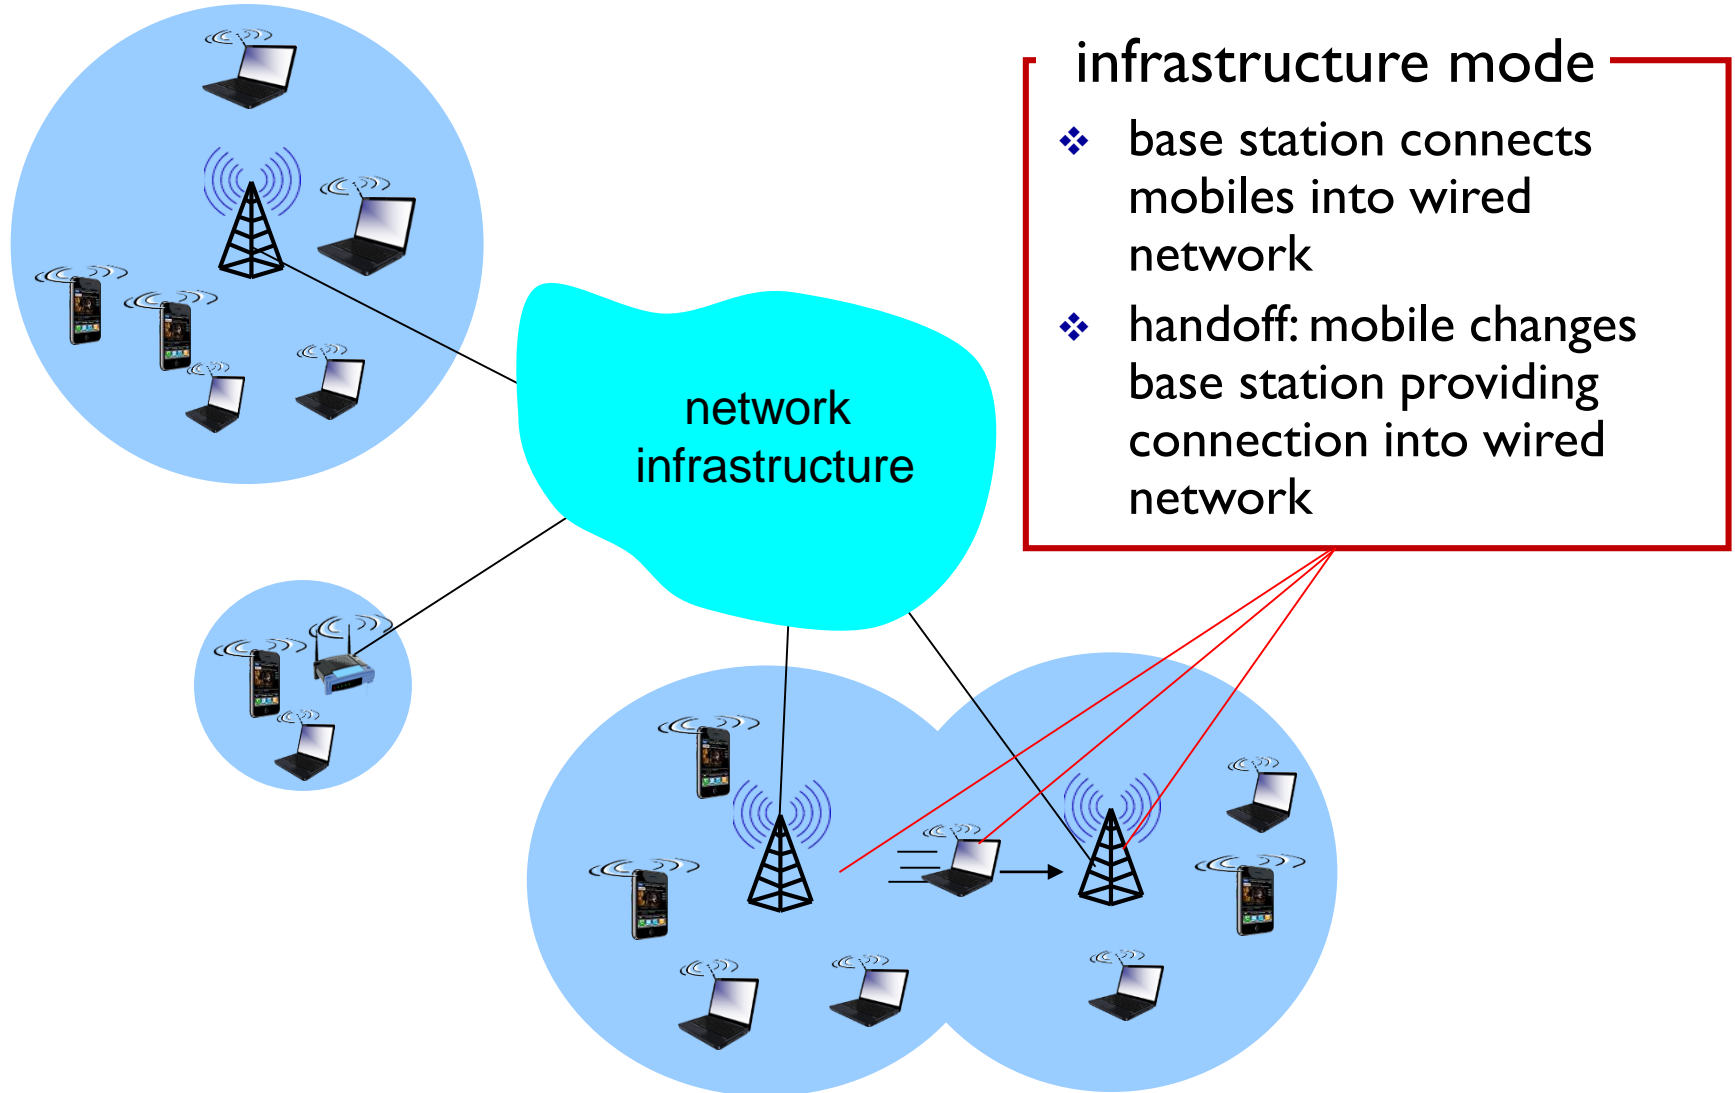 infrastructure mode
base station connects
mobiles into wired
network
handoff: mobile changes
base station providing
connection into wired
network
network
infrastructure